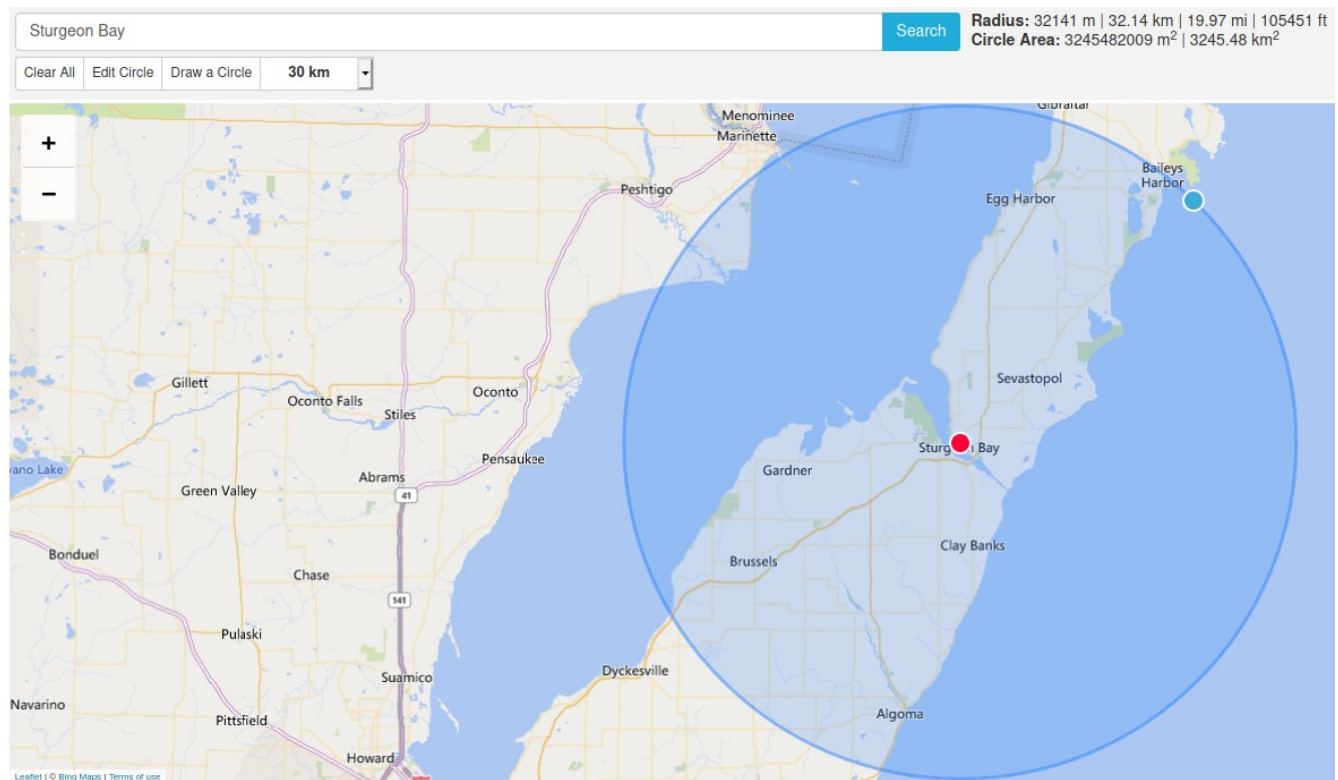 Sturgeon Bay
Search
Radius: 32141 m | 32.14 km | 19.97 mi | 105451 ft
Circle Area: 3245482009 m² | 3245.48 km²
Clear All
Edit Circle
Draw a Circle
30 km
+
−
Menominee
Marinette
Gibraltar
Baileys
Harbor
Peshtigo
Egg Harbor
Gillett
Oconto Falls
Stiles
Oconto
Sevastopol
Sturgeon Bay
Pensaukee
Gardner
ano Lake
Abrams
Green Valley
41
Bonduel
Chase
Brussels
Clay Banks
141
Pulaski
Suamico
Dyckesville
Navarino
Pittsfield
Algoma
Howard
Leaflet | © Bing Maps | Terms of use